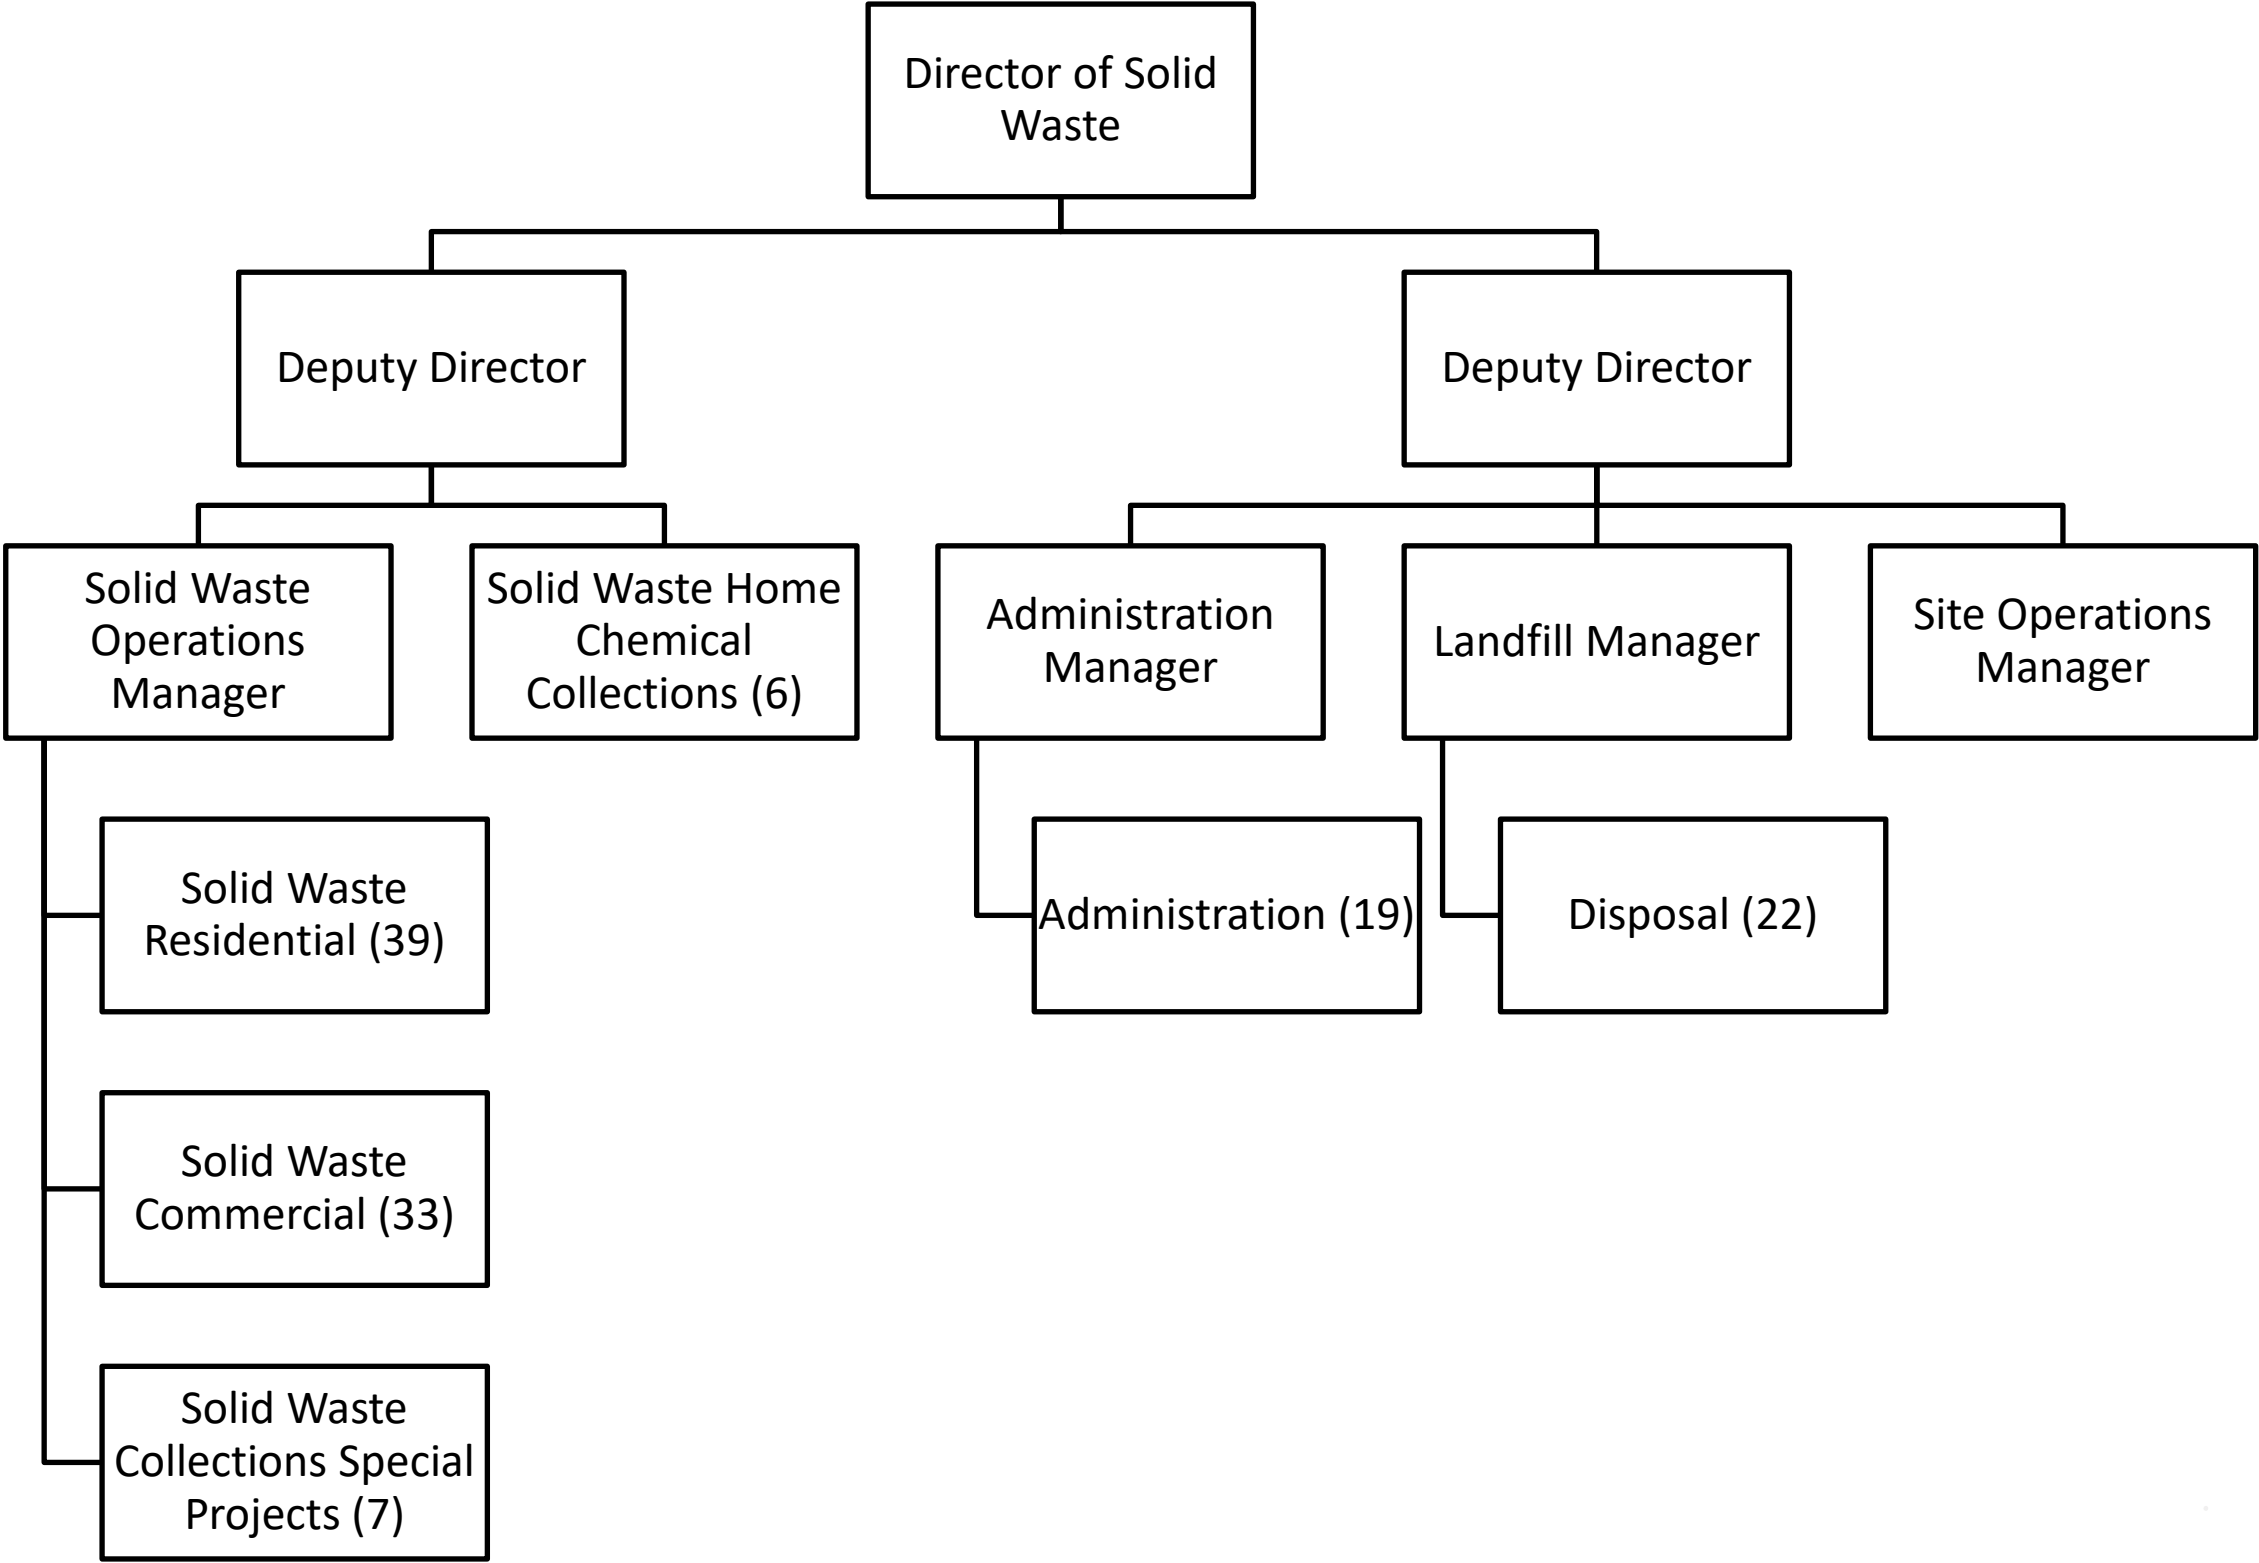 Director of Solid
Waste
Deputy Director
Deputy Director
Solid Waste
Operations
Manager
Solid Waste Home
Chemical
Collections (6)
Administration
Manager
Landfill Manager
Site Operations
Manager
Solid Waste
Residential (39)
Administration (19)
Disposal (22)
Solid Waste
Commercial (33)
Solid Waste
Collections Special
Projects (7)